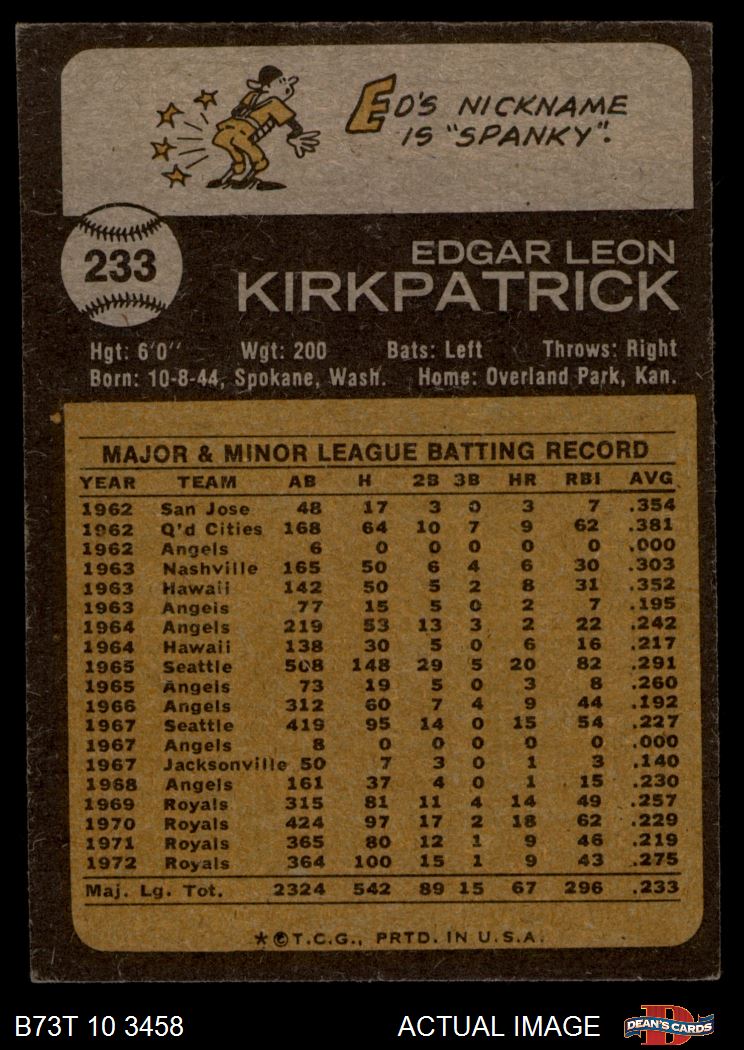 ED'S NICKNAME
IS "SPANKY".
233
EDGAR LEON
KIRKPATRICK
Hgt: 6'0" Wgt: 200 Bats: Left Throws: Right
Born: 10-8-44, Spokane, Wash. Home: Overland Park, Kan.
MAJOR & MINOR LEAGUE BATTING RECORD
YEAR TEAM AB H 2B 3B HR RBI AVG
1962 San Jose 48 17 3 0 3 7 .354
1962 Q'd Cities 168 64 10 7 9 62 .381
1962 Angels 6 0 0 0 0 0 .000
1963 Nashville 165 50 6 4 6 30 .303
1963 Hawaii 142 50 5 2 8 31 .352
1963 Angels 77 15 5 0 2 7 .195
1964 Angels 219 53 13 3 2 22 .242
1964 Hawaii 138 30 5 0 6 16 .217
1965 Seattle 508 148 29 5 20 82 .291
1965 Angels 73 19 5 0 3 8 .260
1966 Angels 312 60 7 4 9 44 .192
1967 Seattle 419 95 14 0 15 54 .227
1967 Angels 8 0 0 0 0 0 .000
1967 Jacksonville 50 7 3 0 1 3 .140
1968 Angels 161 37 4 0 1 15 .230
1969 Royals 315 81 11 4 14 49 .257
1970 Royals 424 97 17 2 18 62 .229
1971 Royals 365 80 12 1 9 46 .219
1972 Royals 364 100 15 1 9 43 .275
Maj. Lg. Tot. 2324 542 89 15 67 296 .233
*©T.C.G., PRTD. IN U.S.A.
B73T 10 3458 ACTUAL IMAGE
D
DEAN'S CARDS